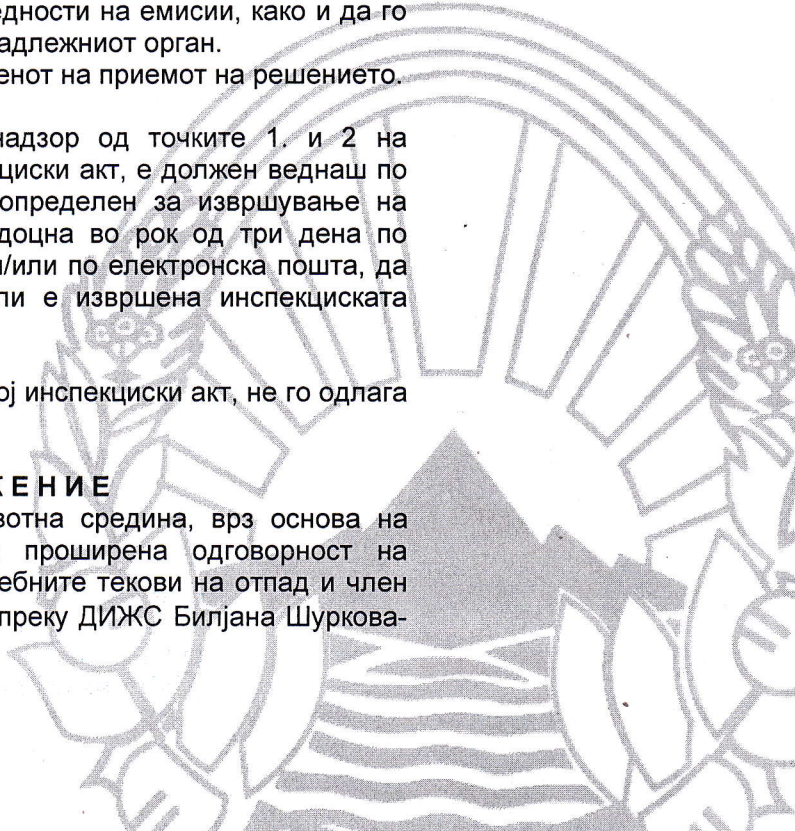 едности на емисии, како и да го
адлежниот орган.
енот на приемот на решението.
надзор од точките 1. и 2 на
циски акт, е должен веднаш по
определен за извршување на
доцна во рок од три дена по
и/или по електронска пошта, да
ли е извршена инспекциската
ој инспекциски акт, не го одлага
Ж Е Н И Е
вотна средина, врз основа на
проширена одговорност на
ебните текови на отпад и член
преку ДИЖС Билјана Шуркова-